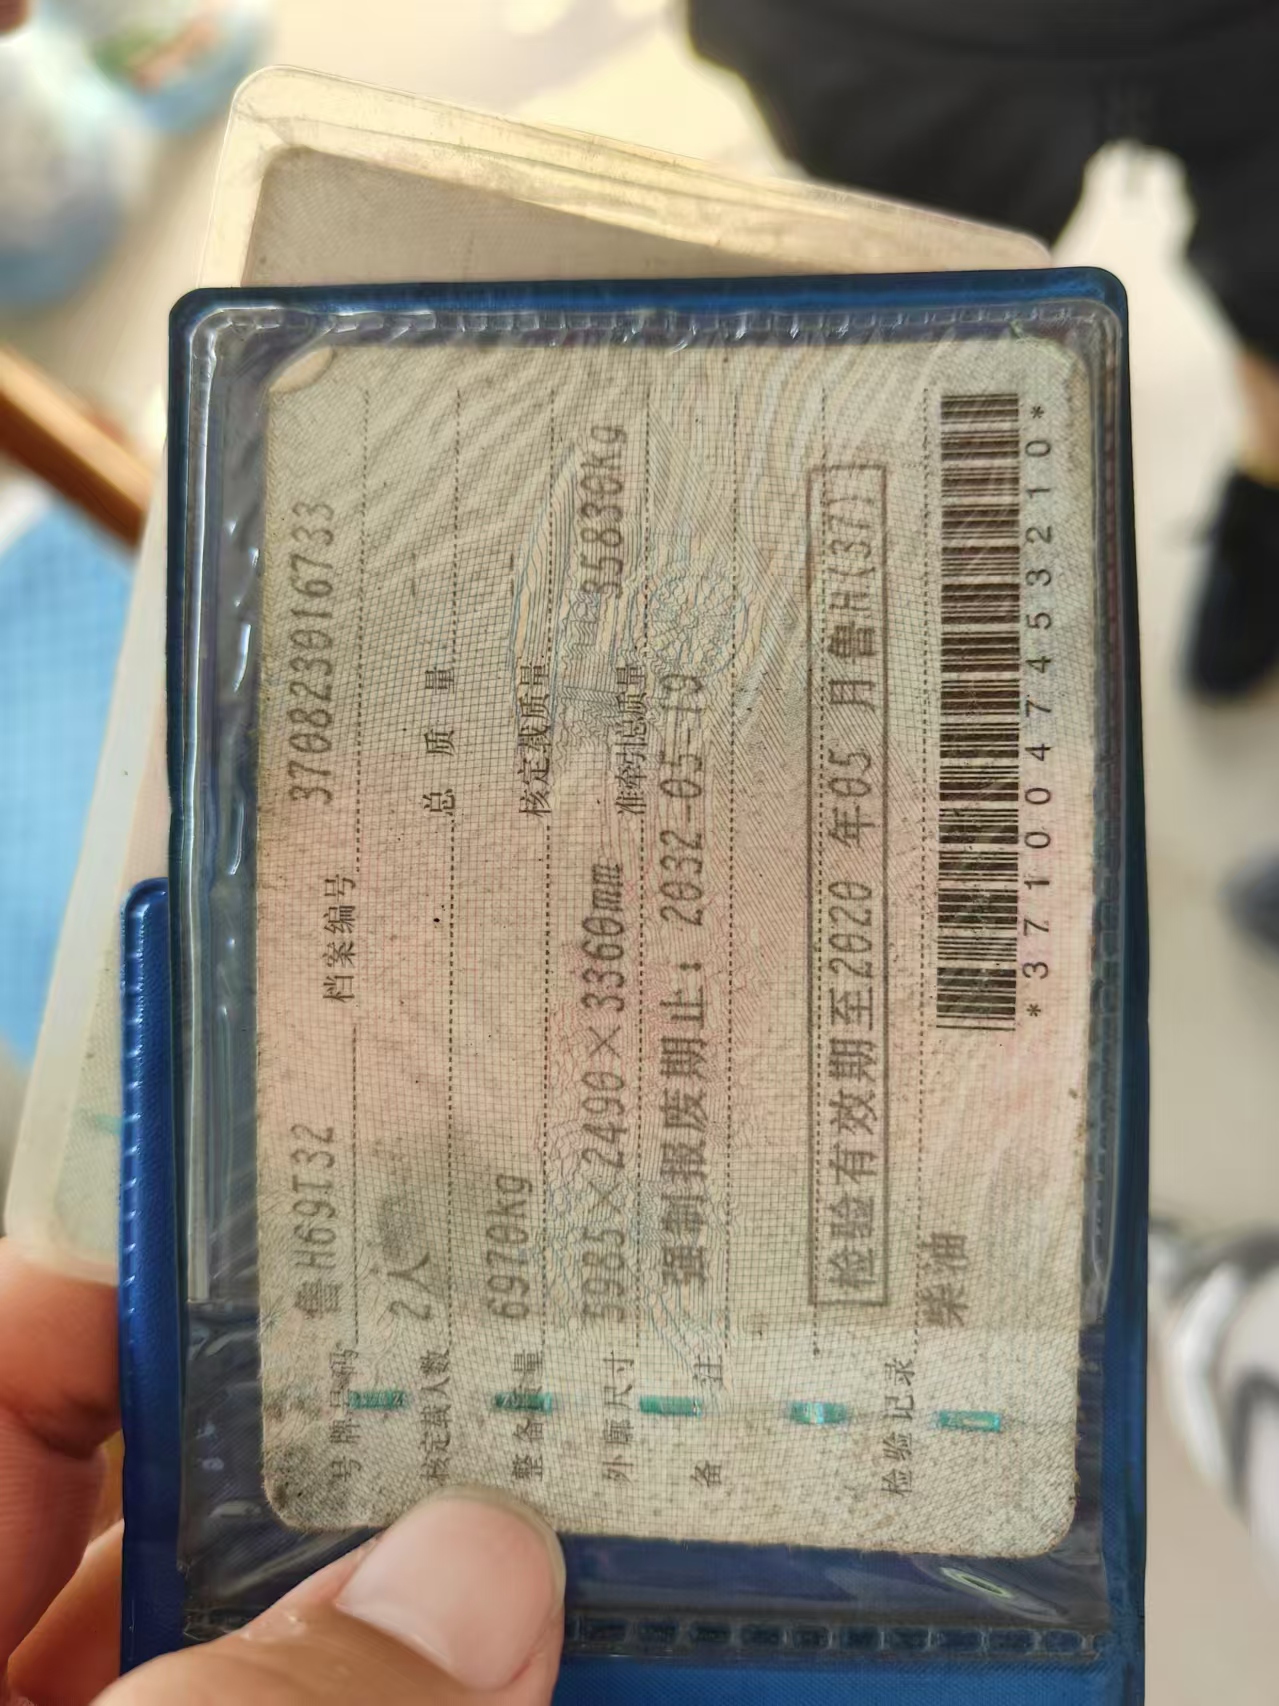 号牌号码 鲁H69T32 档案编号 370823016733
核定载人数 2人 总质量
整备质量 6970kg 核定载质量
外廓尺寸 5985×2490×3360mm 准牵引总质量 35830kg
备注 强制报废期止：2032-05-19
检验有效期至2020年05月鲁H(37)
检验记录 柴油
*3710047453210*